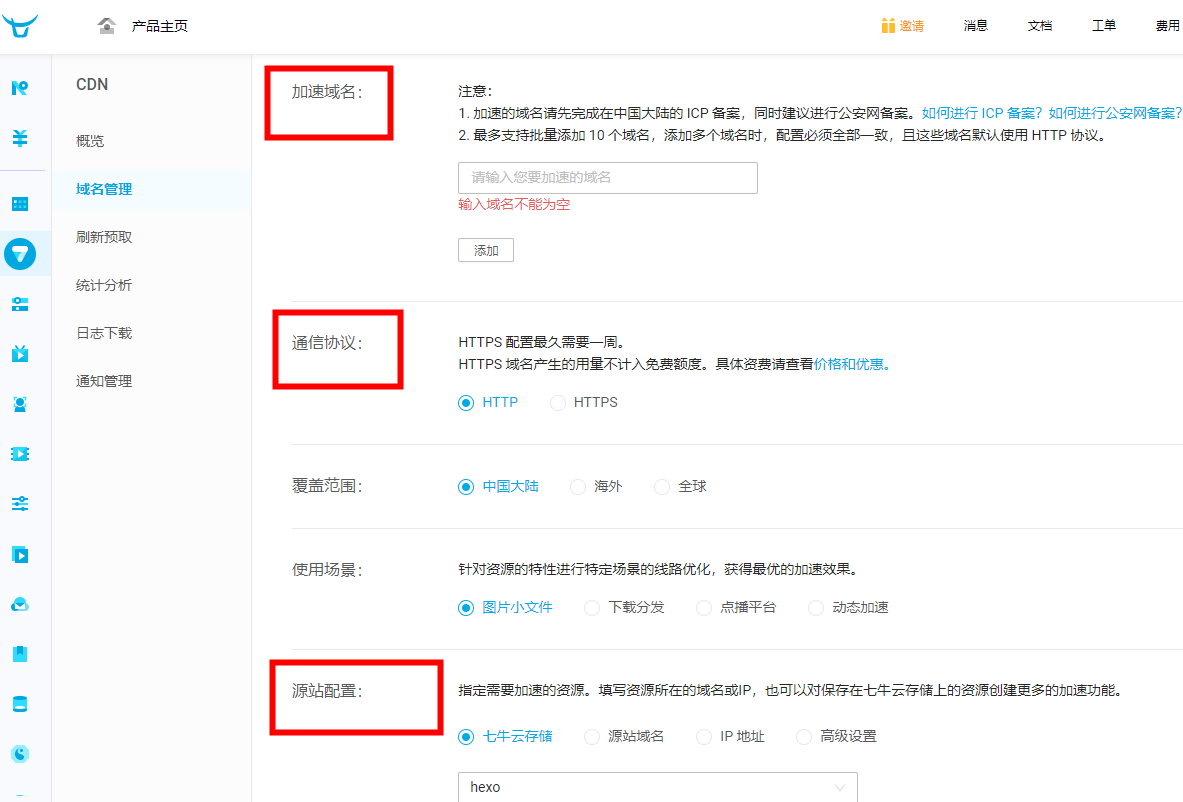 产品主页
邀请
消息
文档
工单
费用
CDN
概览
域名管理
刷新预取
统计分析
日志下载
通知管理
加速域名：
注意：
1. 加速的域名请先完成在中国大陆的 ICP 备案，同时建议进行公安网备案。如何进行 ICP 备案？如何进行公安网备案？
2. 最多支持批量添加 10 个域名，添加多个域名时，配置必须全部一致，且这些域名默认使用 HTTP 协议。
请输入您要加速的域名
输入域名不能为空
添加
通信协议：
HTTPS 配置最久需要一周。
HTTPS 域名产生的用量不计入免费额度。具体资费请查看价格和优惠。
HTTP
HTTPS
覆盖范围：
中国大陆
海外
全球
使用场景：
针对资源的特性进行特定场景的线路优化，获得最优的加速效果。
图片小文件
下载分发
点播平台
动态加速
源站配置：
指定需要加速的资源。填写资源所在的域名或IP，也可以对保存在七牛云存储上的资源创建更多的加速功能。
七牛云存储
源站域名
IP 地址
高级设置
hexo